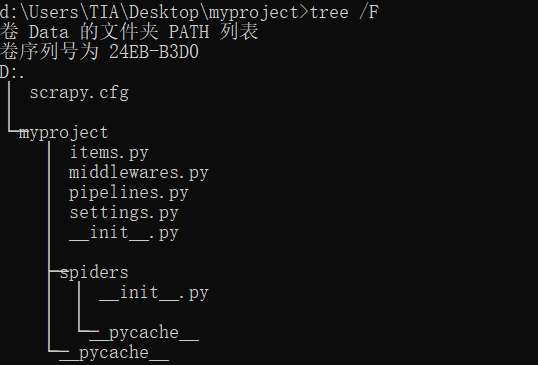 d:\Users\TIA\Desktop\myproject>tree /F
卷 Data 的文件夹 PATH 列表
卷序列号为 24EB-B3D0
D:.
scrapy.cfg
myproject
items.py
middlewares.py
pipelines.py
settings.py
__init__.py
spiders
__init__.py
__pycache__
__pycache__